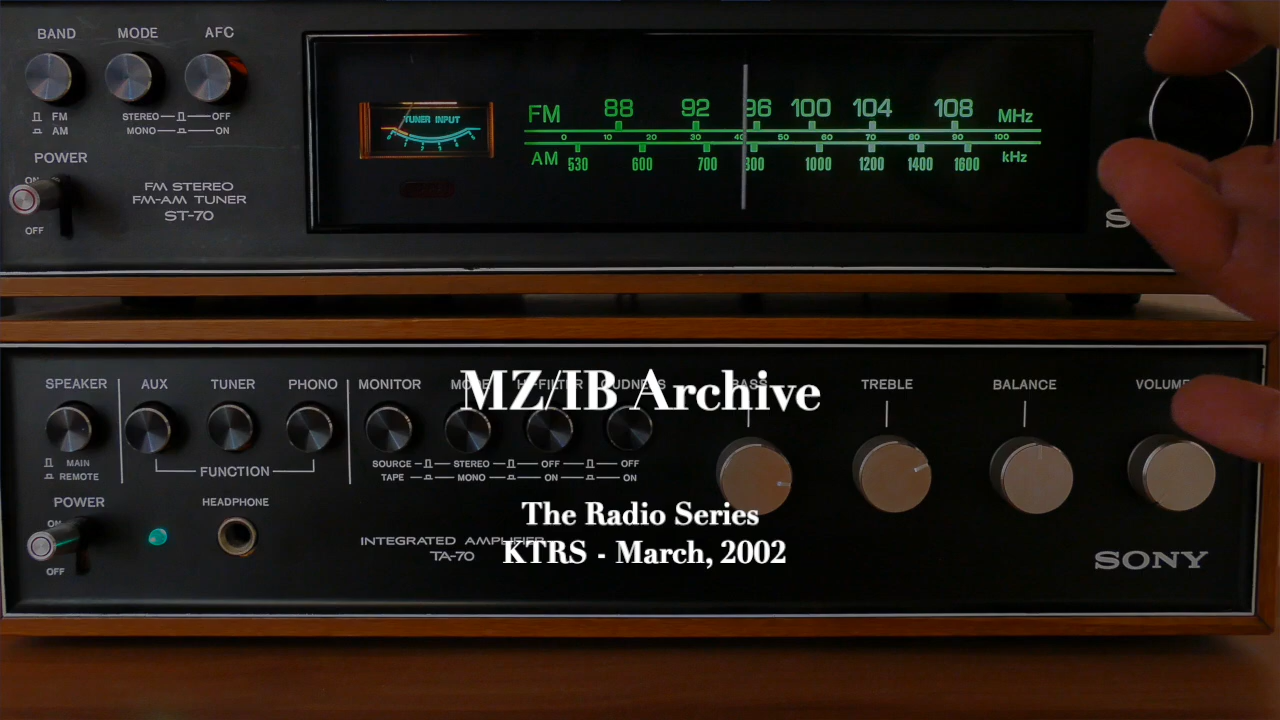 BAND MODE AFC
FM STEREO OFF
AM MONO ON
POWER
ON
OFF
FM STEREO
FM-AM TUNER
ST-70
TUNER INPUT
FM 88 92 96 100 104 108 MHz
0 10 20 30 40 50 60 70 80 90 100
AM 530 600 700 800 1000 1200 1400 1600 kHz
SPEAKER AUX TUNER PHONO MONITOR BASS TREBLE BALANCE VOLUME
MZ/IB Archive
MAIN
REMOTE
FUNCTION
SOURCE STEREO OFF OFF
TAPE MONO ON ON
POWER
ON
OFF
HEADPHONE
The Radio Series
INTEGRATED AMPLIFIER
TA-70
KTRS - March, 2002
SONY